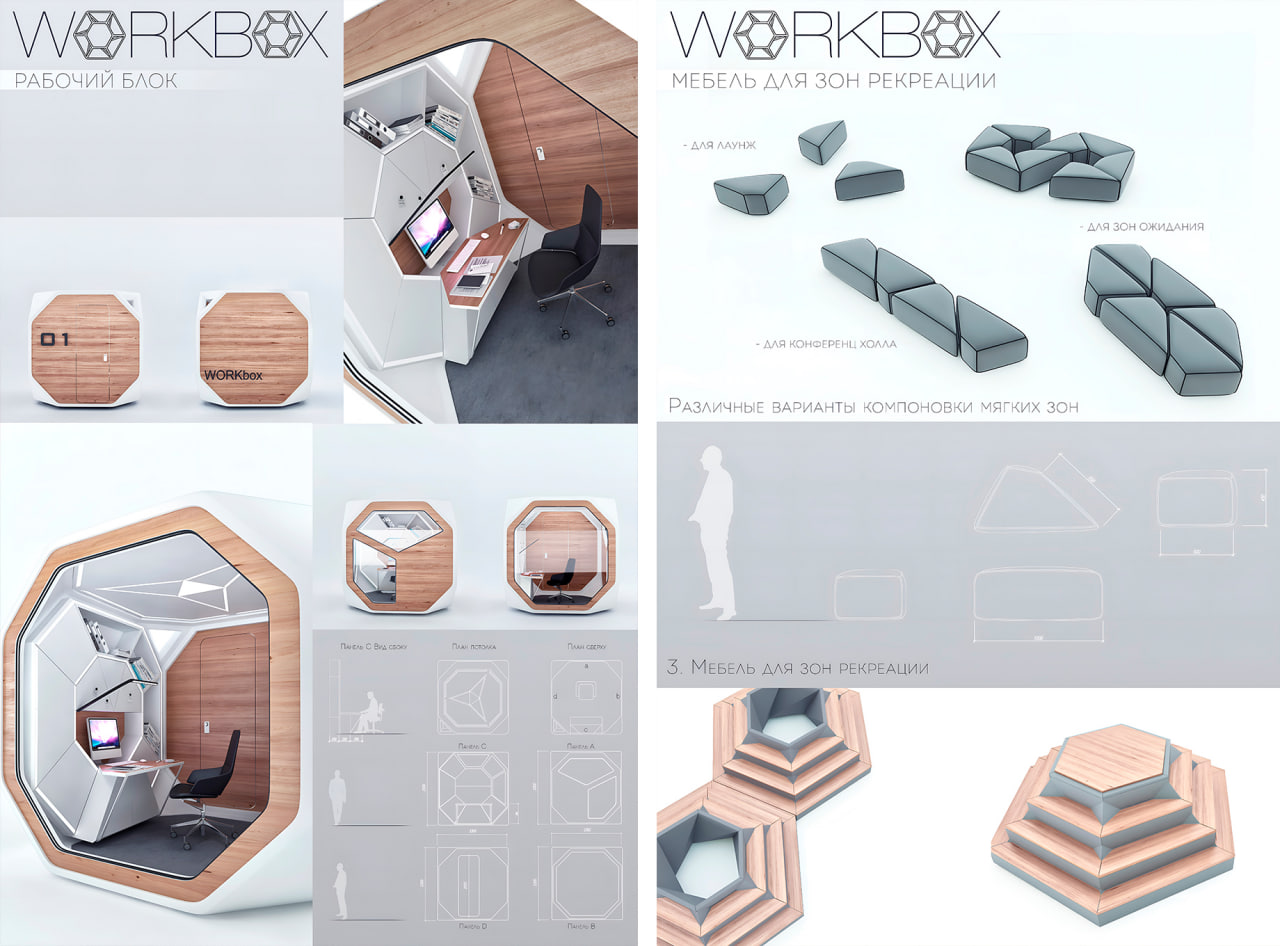 WORKBOX
РАБОЧИЙ БЛОК
01
WORKbox
Панель С Вид сбоку
План потолка
План сверху
a
d
b
c
Панель С
Панель А
Панель D
Панель В
WORKBOX
МЕБЕЛЬ ДЛЯ ЗОН РЕКРЕАЦИИ
- ДЛЯ ЛАУНЖ
- ДЛЯ ЗОН ОЖИДАНИЯ
- ДЛЯ КОНФЕРЕНЦ ХОЛЛА
Различные варианты компоновки мягких зон
3. Мебель для зон рекреации